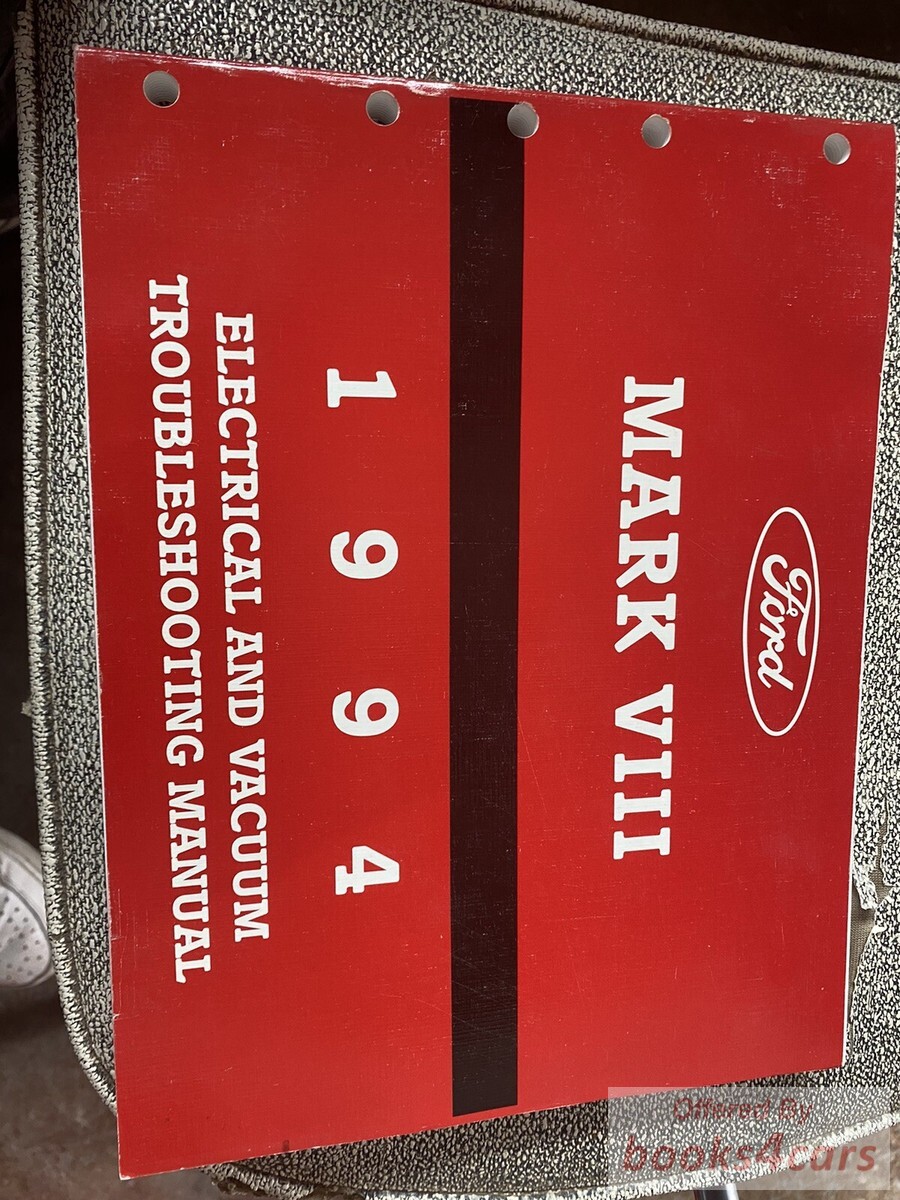 Ford
MARK VIII
1994
ELECTRICAL AND VACUUM
TROUBLESHOOTING MANUAL
Offered By
books4cars